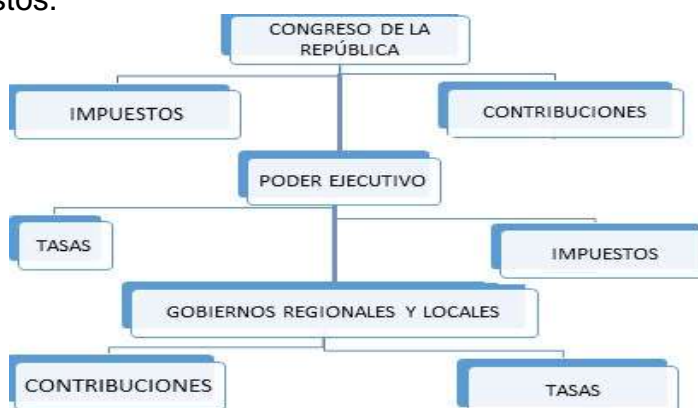 CONGRESO DE LA
REPÚBLICA
IMPUESTOS
CONTRIBUCIONES
PODER EJECUTIVO
TASAS
IMPUESTOS
GOBIERNOS REGIONALES Y LOCALES
CONTRIBUCIONES
TASAS